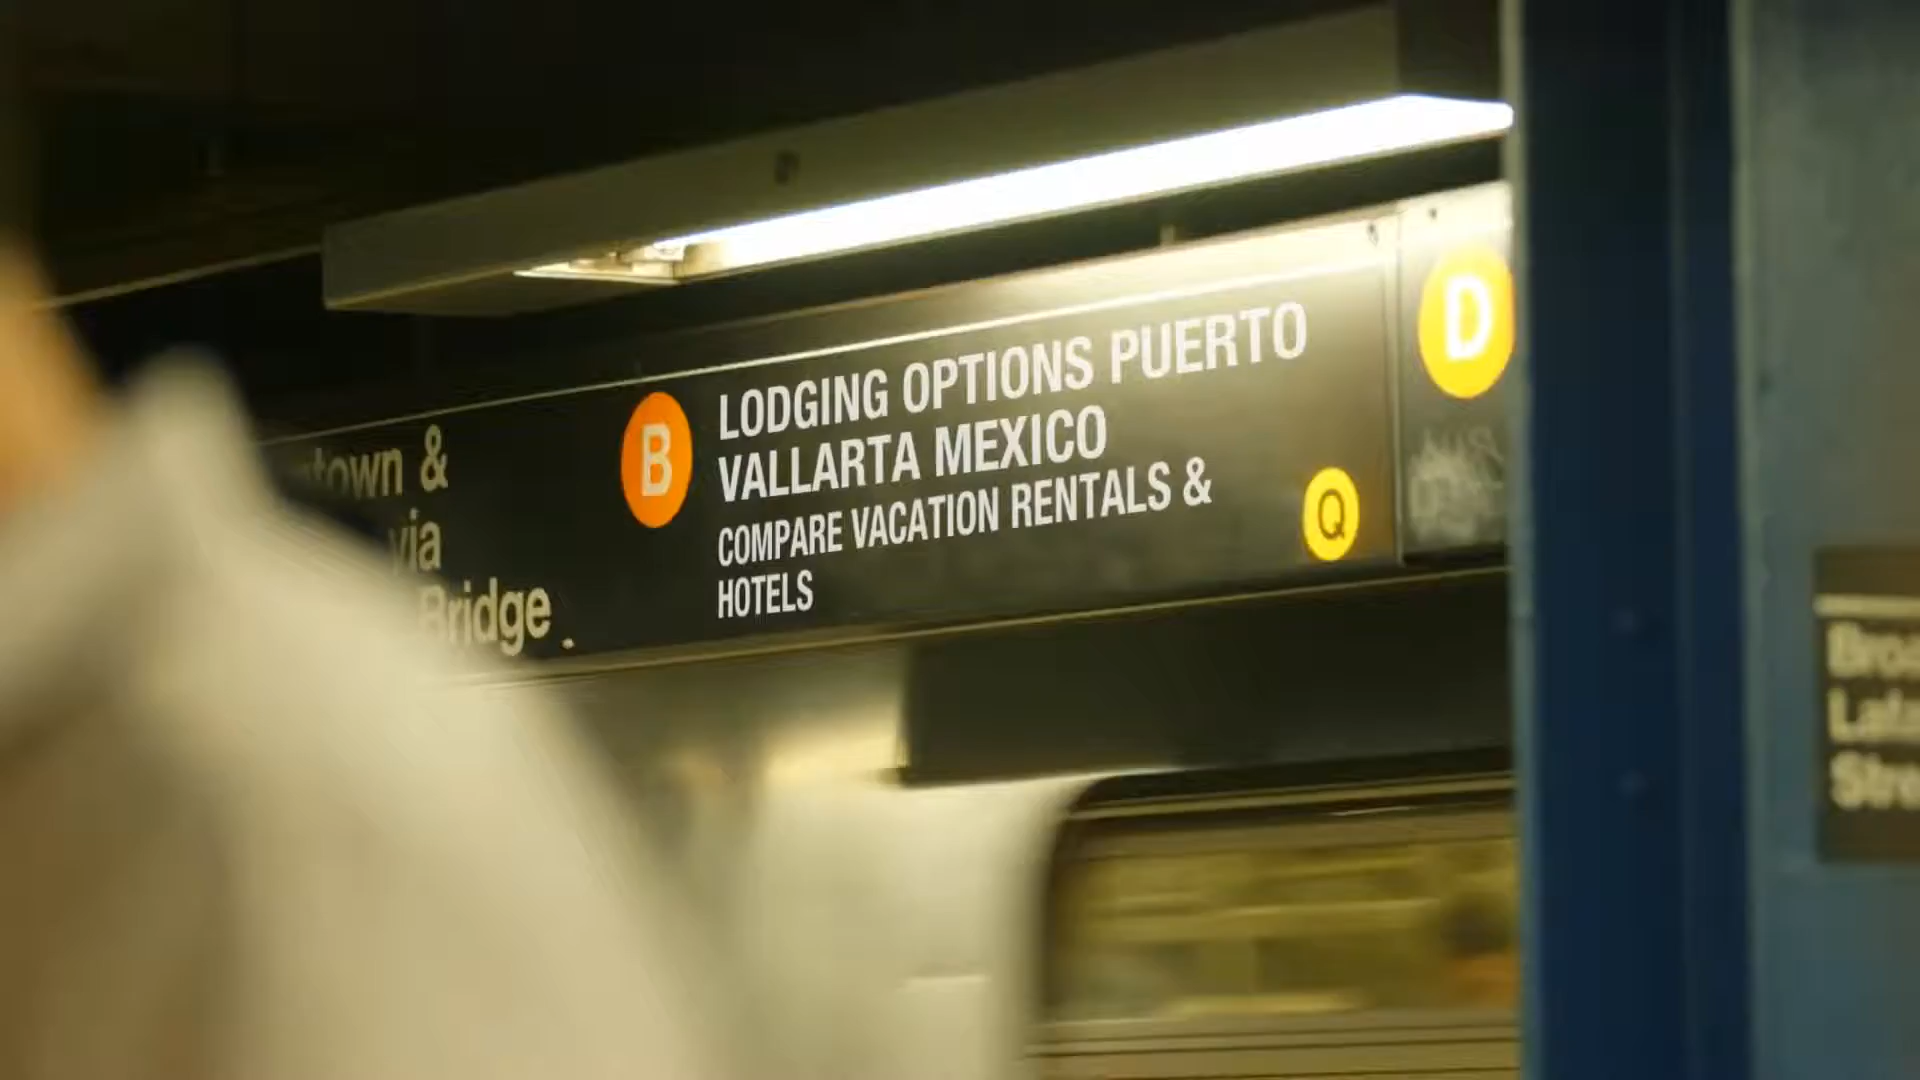 town &
via
Bridge
B
LODGING OPTIONS PUERTO
VALLARTA MEXICO
COMPARE VACATION RENTALS &
HOTELS
Q
D